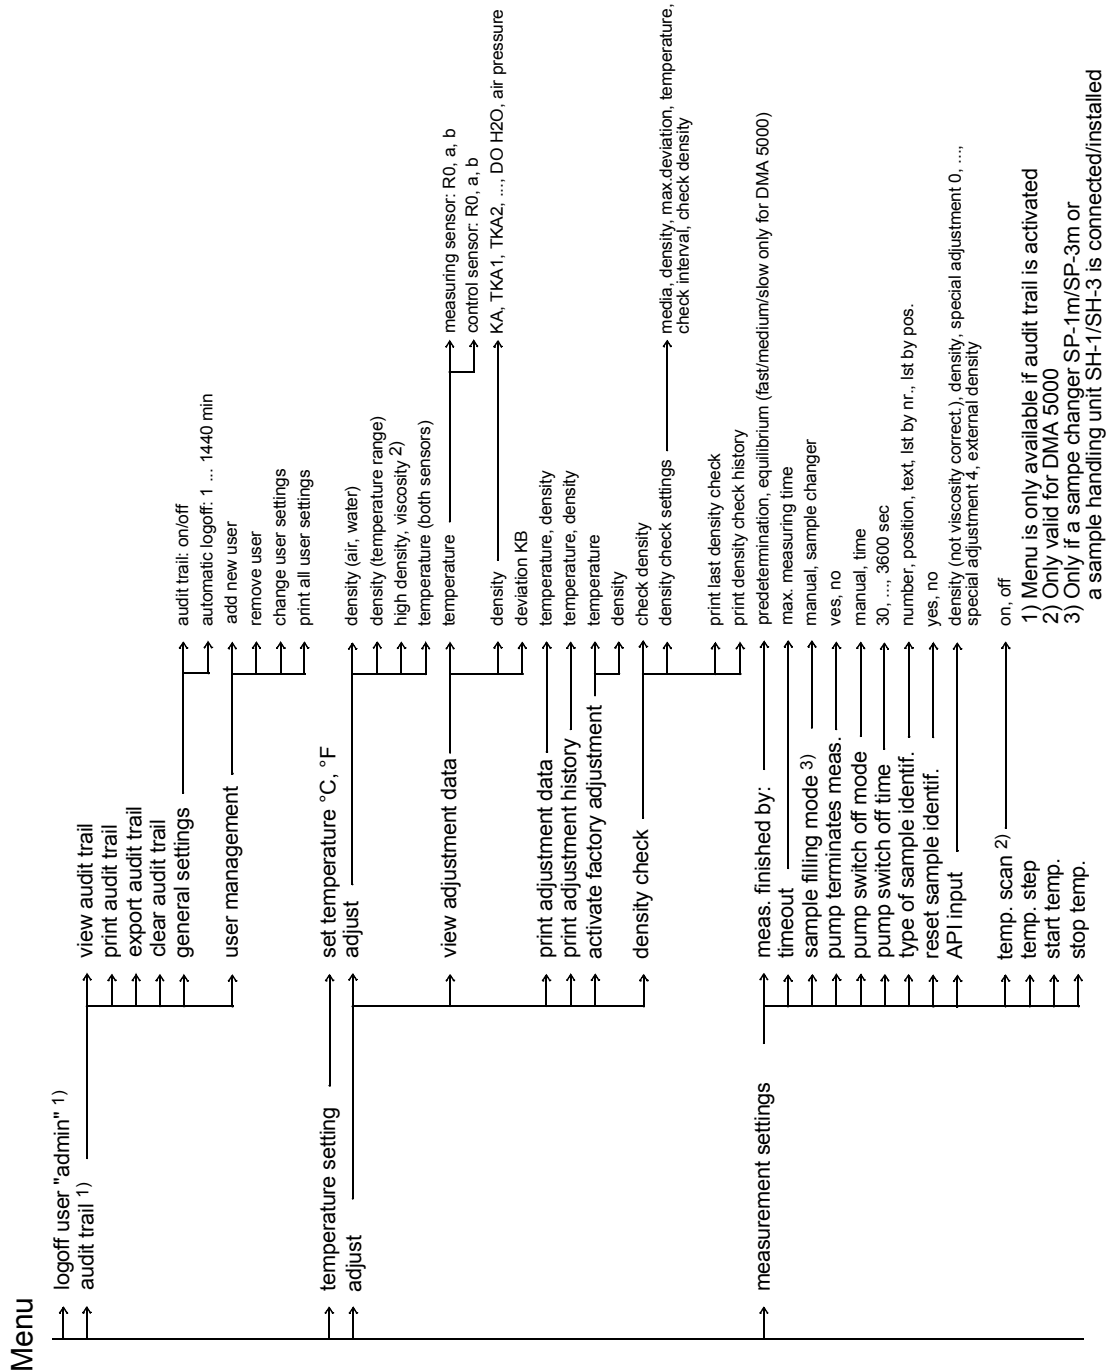 Menu
logoff user "admin" 1)
audit trail 1)
view audit trail
print audit trail
export audit trail
clear audit trail
general settings
audit trail: on/off
automatic logoff: 1 ... 1440 min
user management
add new user
remove user
change user settings
print all user settings
temperature setting
set temperature °C, °F
adjust
adjust
density (air, water)
density (temperature range)
high density, viscosity 2)
temperature (both sensors)
view adjustment data
temperature
measuring sensor: R0, a, b
control sensor: R0, a, b
density
KA, TKA1, TKA2, ..., DO H2O, air pressure
deviation KB
print adjustment data
temperature, density
print adjustment history
temperature, density
activate factory adjustment
temperature
density
density check
check density
density check settings
media, density, max.deviation, temperature,
check interval, check density
print last density check
print density check history
measurement settings
meas. finished by:
predetermination, equilibrium (fast/medium/slow only for DMA 5000)
timeout
max. measuring time
sample filling mode 3)
manual, sample changer
pump terminates meas.
ves, no
pump switch off mode
manual, time
pump switch off time
30, ..., 3600 sec
type of sample identif.
number, position, text, lst by nr., lst by pos.
reset sample identif.
yes, no
API input
density (not viscosity correct.), density, special adjustment 0, ...,
special adjustment 4, external density
temp. scan 2)
on, off
temp. step
start temp.
stop temp.
1) Menu is only available if audit trail is activated
2) Only valid for DMA 5000
3) Only if a sampe changer SP-1m/SP-3m or
a sample handling unit SH-1/SH-3 is connected/installed